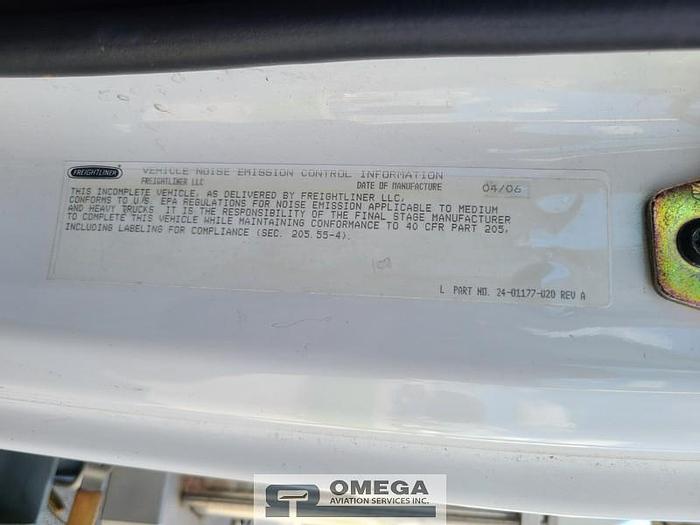 FREIGHTLINER VEHICLE NOISE EMISSION CONTROL INFORMATION
FREIGHTLINER LLC DATE OF MANUFACTURE 04/06
THIS INCOMPLETE VEHICLE, AS DELIVERED BY FREIGHTLINER LLC,
CONFORMS TO U/S. EPA REGULATIONS FOR NOISE EMISSION APPLICABLE TO MEDIUM
AND HEAVY TRUCKS. IT IS THE RESPONSIBILITY OF THE FINAL STAGE MANUFACTURER
TO COMPLETE THIS VEHICLE WHILE MAINTAINING CONFORMANCE TO 40 CFR PART 205,
INCLUDING LABELING FOR COMPLIANCE (SEC. 205.55-4).
L PART NO. 24-01177-020 REV A
OMEGA
AVIATION SERVICES INC.